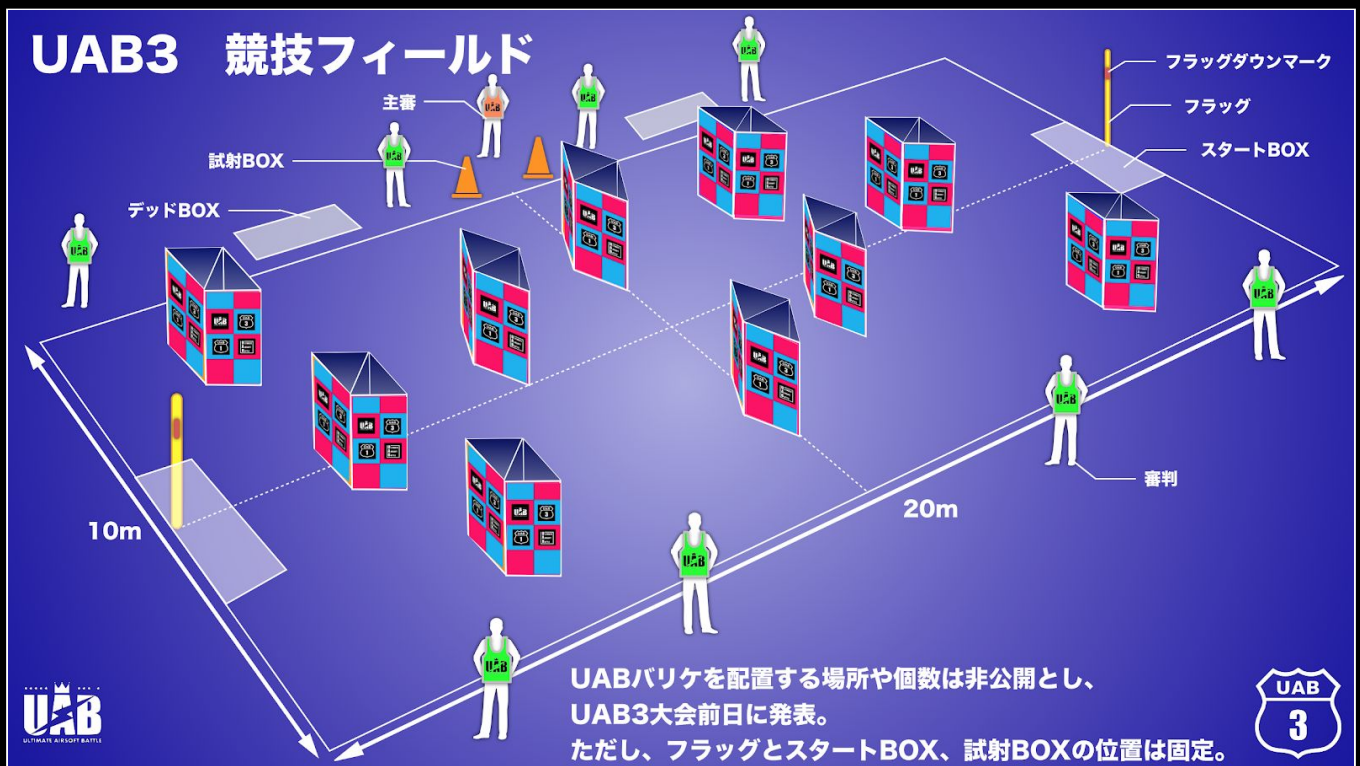 UAB3 競技フィールド
フラッグダウンマーク
主審
フラッグ
試射BOX
スタートBOX
デッドBOX
審判
20m
10m
UABバリケを配置する場所や個数は非公開とし、
UAB3大会前日に発表。
ただし、フラッグとスタートBOX、試射BOXの位置は固定。
UAB
ULTIMATE AIRSOFT BATTLE
UAB
3